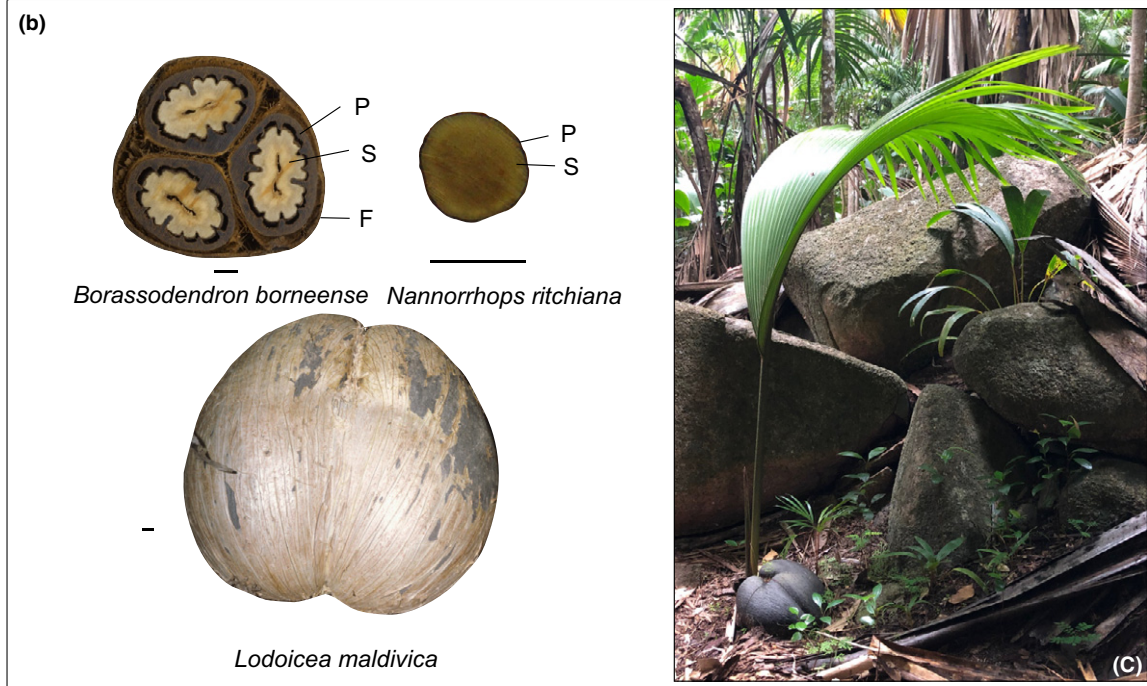 (b)
P
S
F
P
S
Borassodendron borneense
Nannorrhops ritchiana
Lodoicea maldivica
(C)